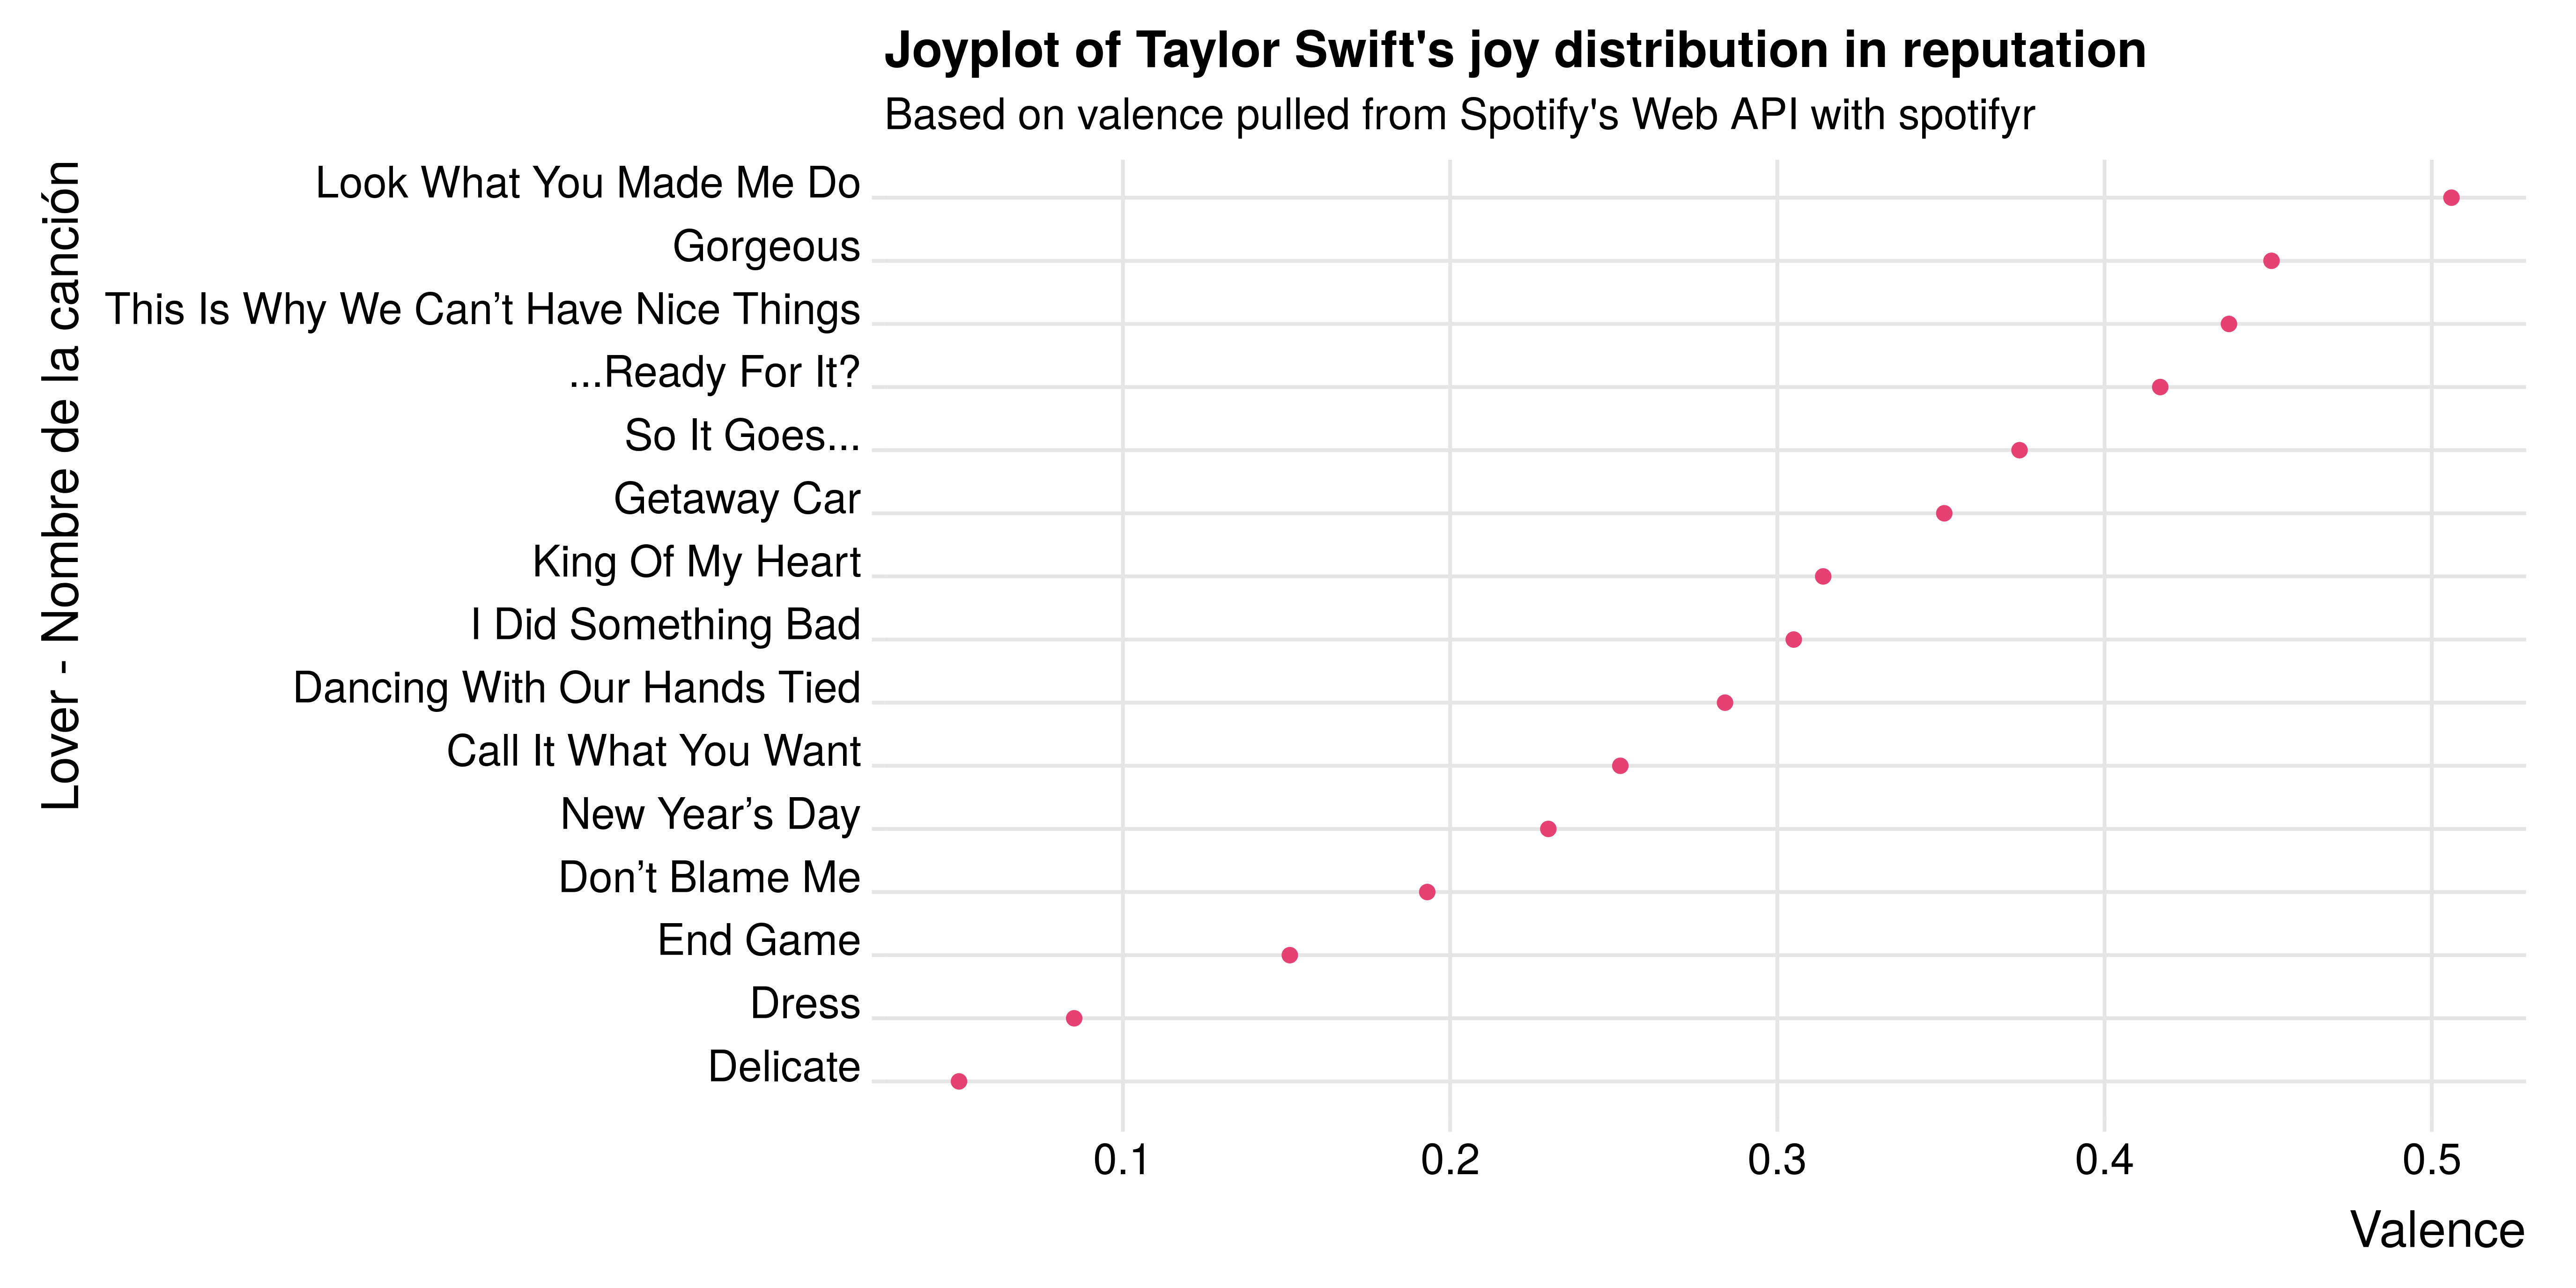 Joyplot of Taylor Swift's joy distribution in reputation
Based on valence pulled from Spotify's Web API with spotifyr
Lover - Nombre de la canción
Look What You Made Me Do
Gorgeous
This Is Why We Can’t Have Nice Things
...Ready For It?
So It Goes...
Getaway Car
King Of My Heart
I Did Something Bad
Dancing With Our Hands Tied
Call It What You Want
New Year’s Day
Don’t Blame Me
End Game
Dress
Delicate
0.1 0.2 0.3 0.4 0.5
Valence